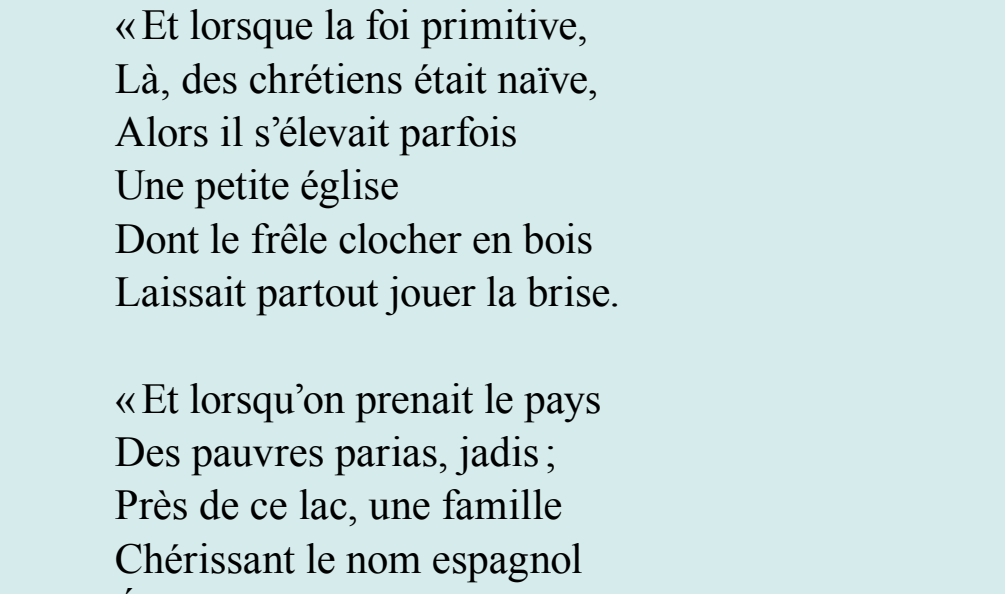 « Et lorsque la foi primitive,
Là, des chrétiens était naïve,
Alors il s’élevait parfois
Une petite église
Dont le frêle clocher en bois
Laissait partout jouer la brise.
« Et lorsqu’on prenait le pays
Des pauvres parias, jadis ;
Près de ce lac, une famille
Chérissant le nom espagnol